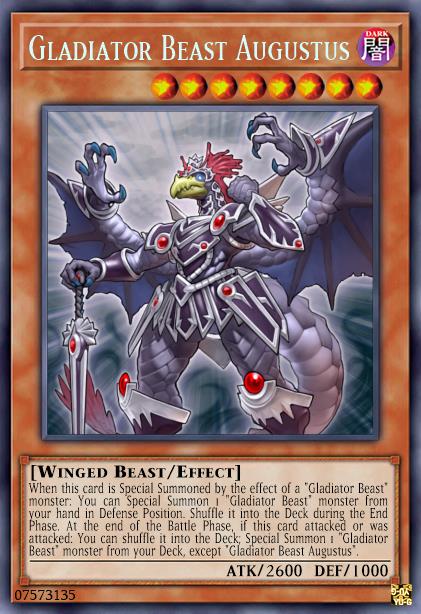 GLADIATOR BEAST AUGUSTUS
DARK
闇
[WINGED BEAST/EFFECT]
When this card is Special Summoned by the effect of a "Gladiator Beast"
monster: You can Special Summon 1 "Gladiator Beast" monster from
your hand in Defense Position. Shuffle it into the Deck during the End
Phase. At the end of the Battle Phase, if this card attacked or was
attacked: You can shuffle it into the Deck; Special Summon 1 "Gladiator
Beast" monster from your Deck, except "Gladiator Beast Augustus".
ATK/2600 DEF/1000
07573135